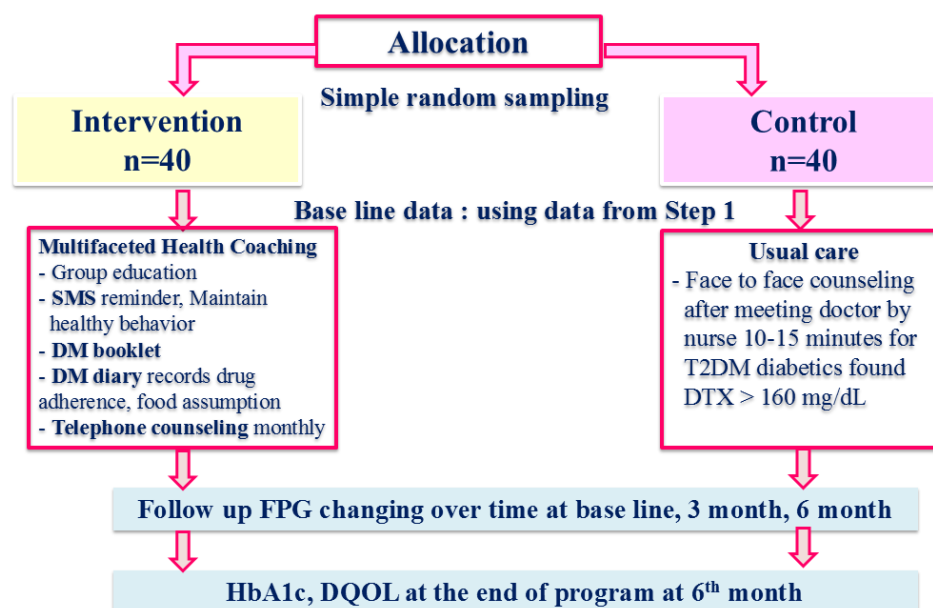 Allocation
Simple random sampling
Intervention
n=40
Control
n=40
Base line data : using data from Step 1
Multifaceted Health Coaching
- Group education
- SMS reminder, Maintain
healthy behavior
- DM booklet
- DM diary records drug
adherence, food assumption
- Telephone counseling monthly
Usual care
- Face to face counseling
after meeting doctor by
nurse 10-15 minutes for
T2DM diabetics found
DTX > 160 mg/dL
Follow up FPG changing over time at base line, 3 month, 6 month
HbA1c, DQOL at the end of program at 6th month